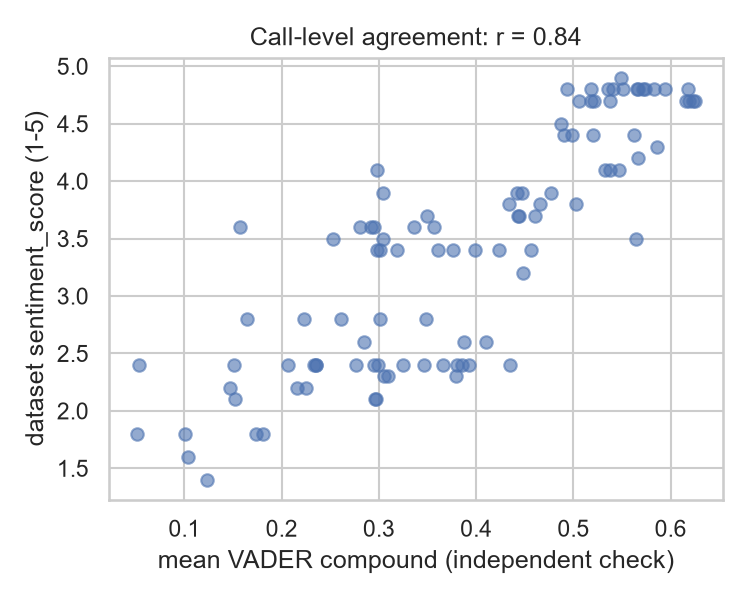 Call-level agreement: r = 0.84
dataset sentiment_score (1-5)
5.0
4.5
4.0
3.5
3.0
2.5
2.0
1.5
0.1 0.2 0.3 0.4 0.5 0.6
mean VADER compound (independent check)